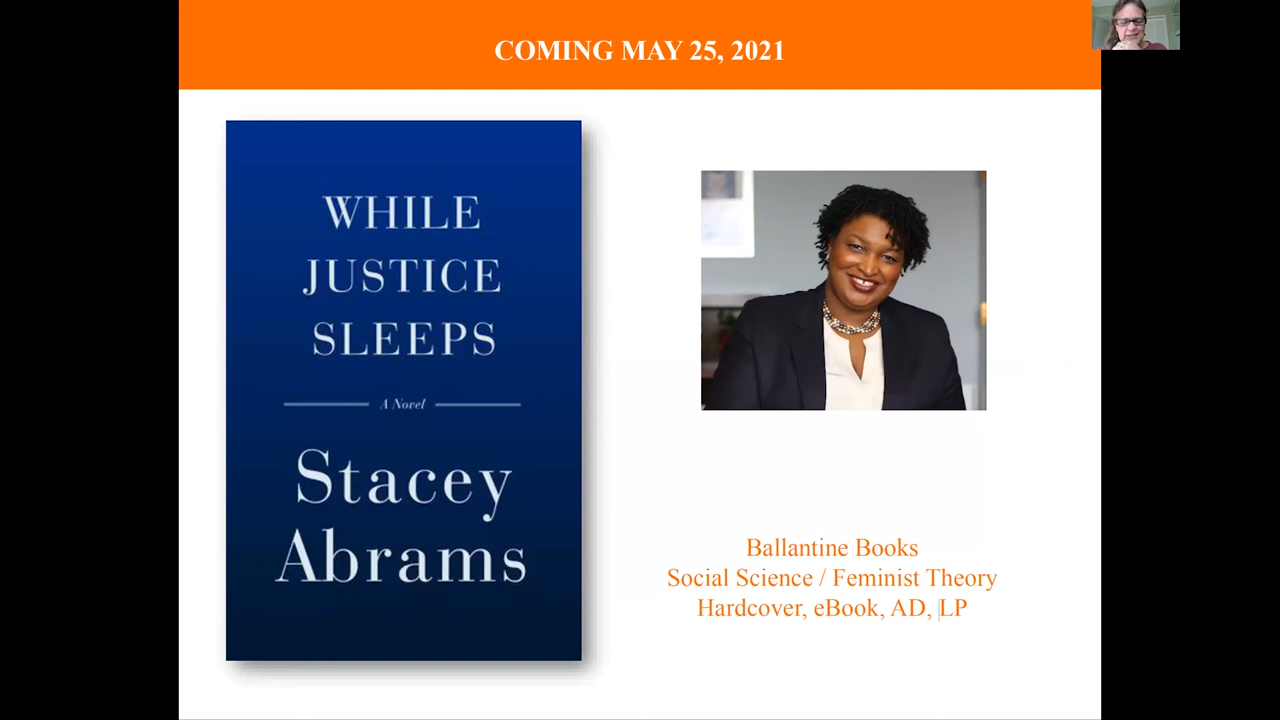 COMING MAY 25, 2021
WHILE
JUSTICE
SLEEPS
A Novel
Stacey
Abrams
Ballantine Books
Social Science / Feminist Theory
Hardcover, eBook, AD, LP